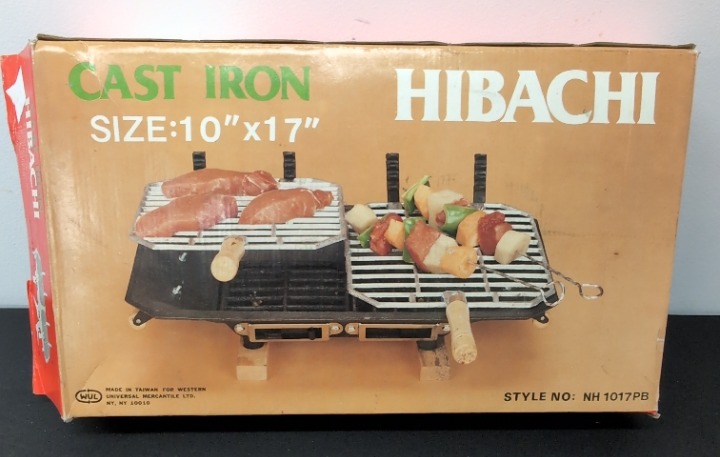 CAST IRON
HIBACHI
SIZE:10"x17"
HIBACHI
WUL
MADE IN TAIWAN FOR WESTERN
UNIVERSAL MERCANTILE LTD.
NY, NY 10010
STYLE NO: NH 1017PB